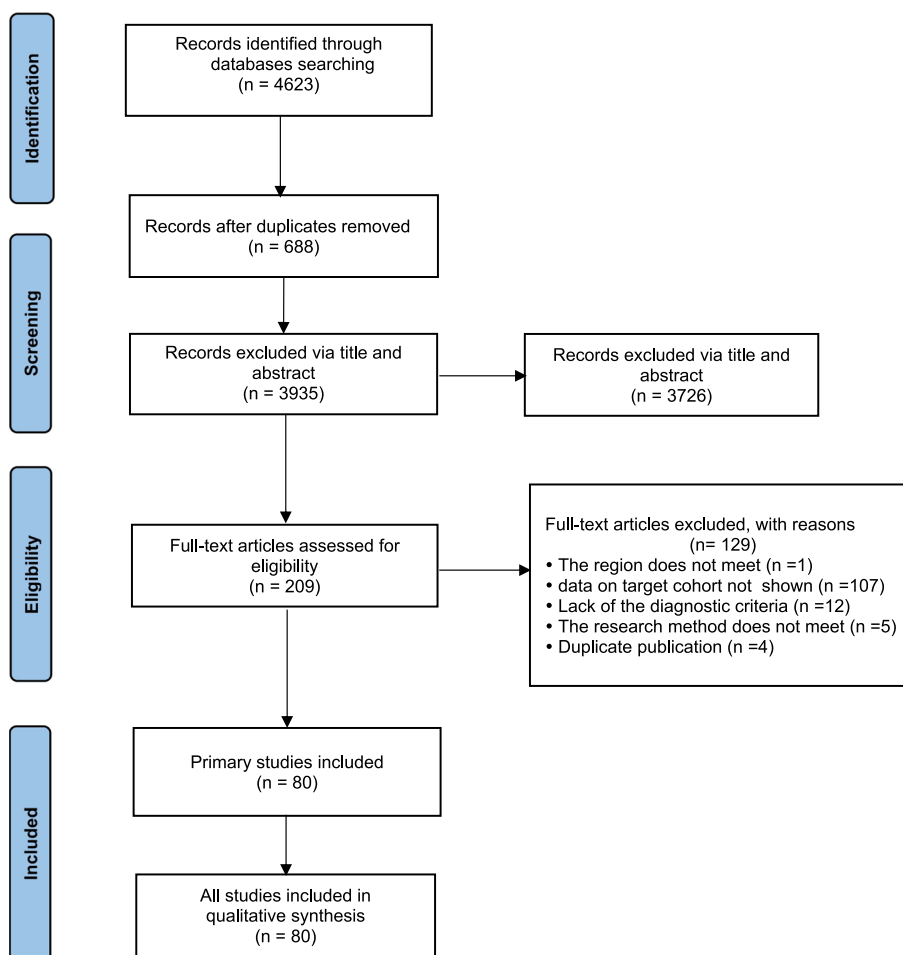 Identification
Records identified through
databases searching
(n = 4623)
Records after duplicates removed
(n = 688)
Screening
Records excluded via title and
abstract
(n = 3935)
Records excluded via title and
abstract
(n = 3726)
Eligibility
Full-text articles assessed for
eligibility
(n = 209)
Full-text articles excluded, with reasons
(n= 129)
• The region does not meet (n =1)
• data on target cohort not shown (n =107)
• Lack of the diagnostic criteria (n =12)
• The research method does not meet (n =5)
• Duplicate publication (n =4)
Included
Primary studies included
(n = 80)
All studies included in
qualitative synthesis
(n = 80)